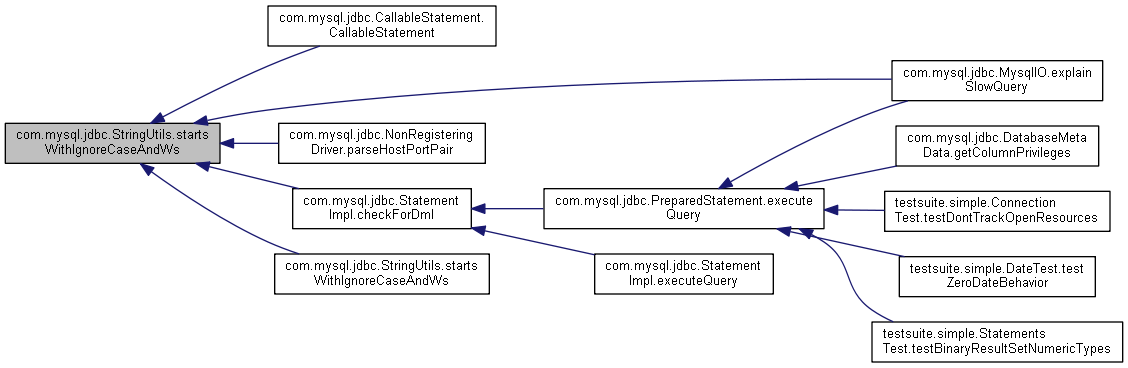 com.mysql.jdbc.CallableStatement.
CallableStatement
com.mysql.jdbc.MysqlIO.explain
SlowQuery
com.mysql.jdbc.StringUtils.starts
WithIgnoreCaseAndWs
com.mysql.jdbc.NonRegistering
Driver.parseHostPortPair
com.mysql.jdbc.DatabaseMeta
Data.getColumnPrivileges
com.mysql.jdbc.Statement
Impl.checkForDml
com.mysql.jdbc.PreparedStatement.execute
Query
testsuite.simple.Connection
Test.testDontTrackOpenResources
com.mysql.jdbc.StringUtils.starts
WithIgnoreCaseAndWs
com.mysql.jdbc.Statement
Impl.executeQuery
testsuite.simple.DateTest.test
ZeroDateBehavior
testsuite.simple.Statements
Test.testBinaryResultSetNumericTypes